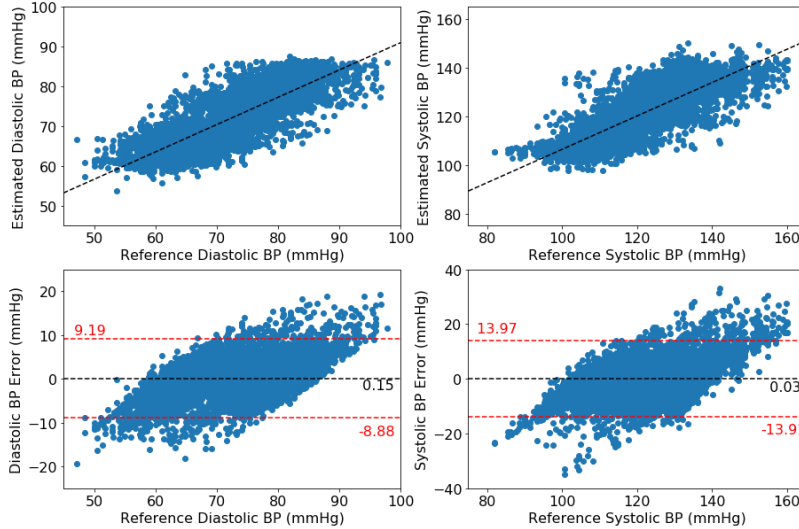 100
90
80
70
60
50
Estimated Diastolic BP (mmHg)
50 60 70 80 90 100
Reference Diastolic BP (mmHg)
160
140
120
100
80
Estimated Systolic BP (mmHg)
80 100 120 140 160
Reference Systolic BP (mmHg)
20
10
0
−10
−20
Diastolic BP Error (mmHg)
9.19
0.15
-8.88
50 60 70 80 90 100
Reference Diastolic BP (mmHg)
40
20
0
−20
−40
Systolic BP Error (mmHg)
13.97
0.03
-13.9
80 100 120 140 160
Reference Systolic BP (mmHg)